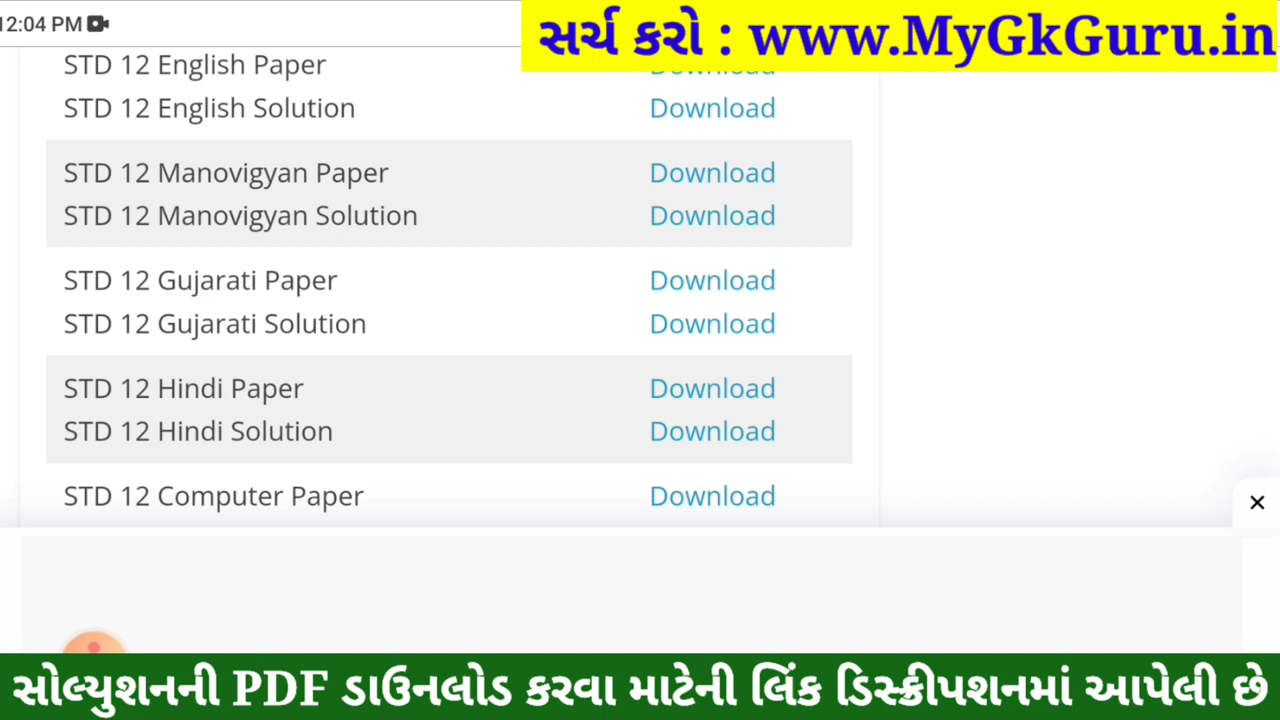 12:04 PM
સર્ચ કરો : www.MyGkGuru.in
STD 12 English Paper Download
STD 12 English Solution Download
STD 12 Manovigyan Paper Download
STD 12 Manovigyan Solution Download
STD 12 Gujarati Paper Download
STD 12 Gujarati Solution Download
STD 12 Hindi Paper Download
STD 12 Hindi Solution Download
STD 12 Computer Paper Download
સોલ્યુશનની PDF ડાઉનલોડ કરવા માટેની લિંક ડિસ્ક્રીપશનમાં આપેલી છે